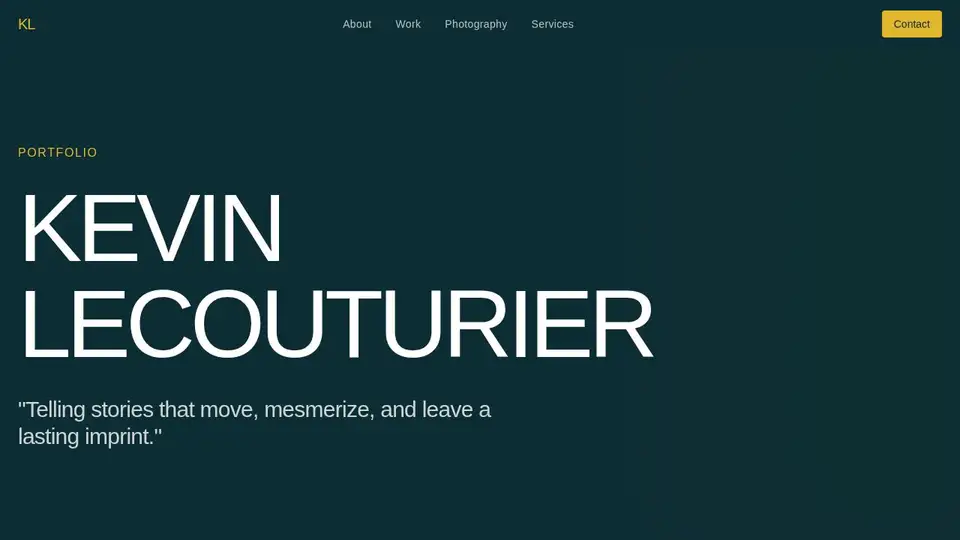 KL
About
Work
Photography
Services
Contact
PORTFOLIO
KEVIN
LECOUTURIER
"Telling stories that move, mesmerize, and leave a
lasting imprint."